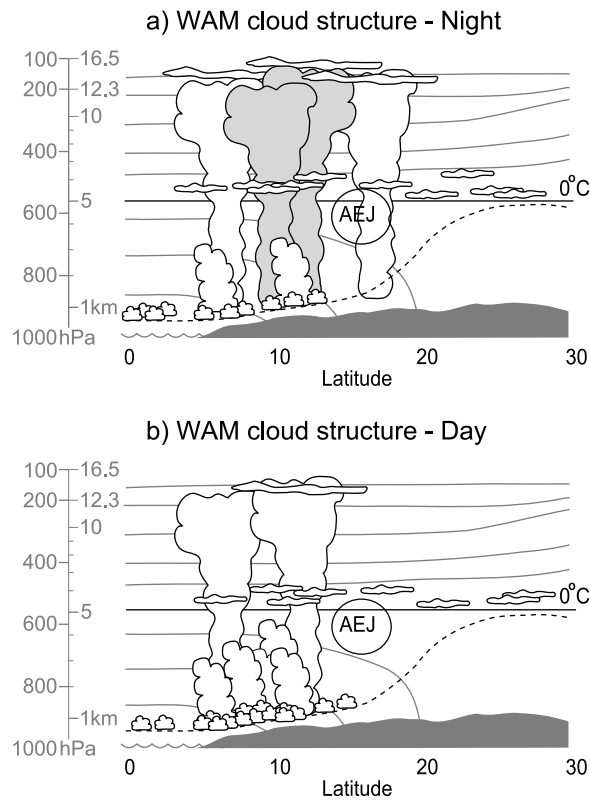 a) WAM cloud structure - Night
100 16.5
200 12.3
10
400
5 0°C
600 AEJ
800
1km
1000hPa
0 10 20 30
Latitude
b) WAM cloud structure - Day
100 16.5
200 12.3
10
400
5 0°C
600 AEJ
800
1km
1000hPa
0 10 20 30
Latitude